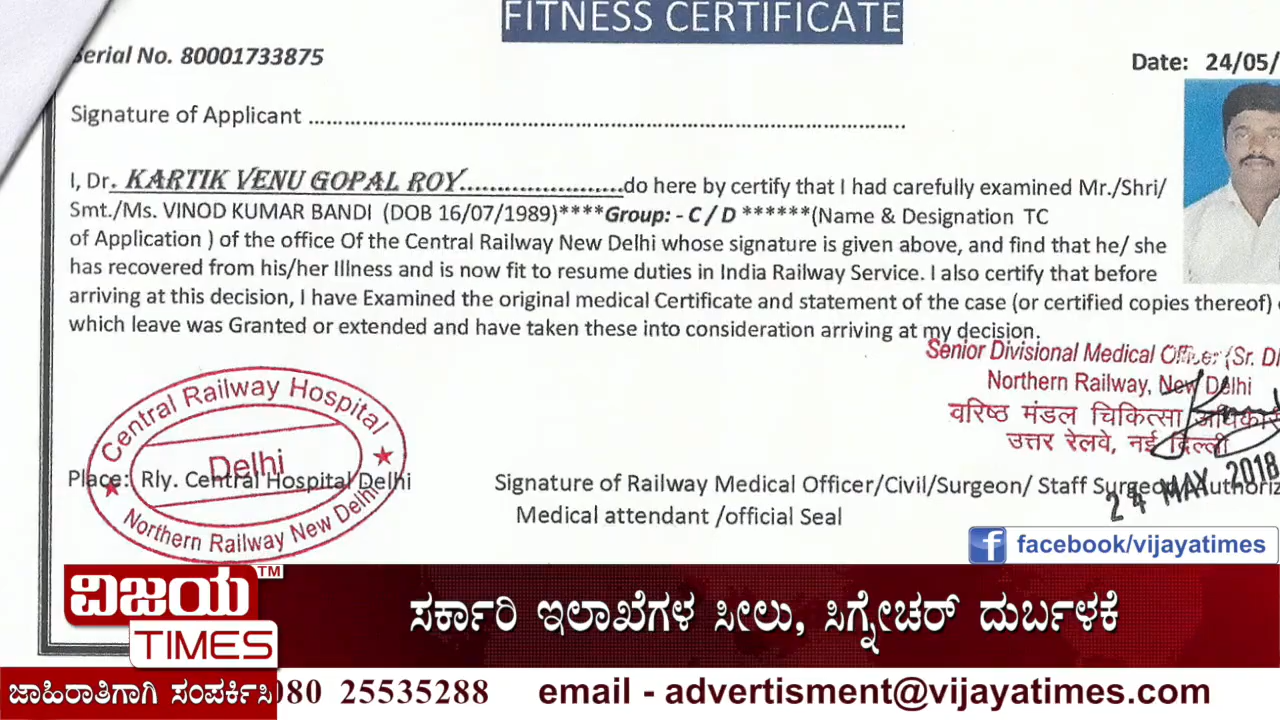 FITNESS CERTIFICATE
Serial No. 80001733875
Date: 24/05/
Signature of Applicant ........................................................................................................
I, Dr. KARTIK VENU GOPAL ROY.........................do here by certify that I had carefully examined Mr./Shri/
Smt./Ms. VINOD KUMAR BANDI (DOB 16/07/1989)****Group: - C / D ******(Name & Designation TC
of Application ) of the office Of the Central Railway New Delhi whose signature is given above, and find that he/ she
has recovered from his/her Illness and is now fit to resume duties in India Railway Service. I also certify that before
arriving at this decision, I have Examined the original medical Certificate and statement of the case (or certified copies thereof)
which leave was Granted or extended and have taken these into consideration arriving at my decision.
Senior Divisional Medical Officer (Sr. D
Northern Railway, New Delhi
वरिष्ठ मंडल चिकित्सा अधिकारी
उत्तर रेलवे, नई दिल्ली
24 MAY 2018
Central Railway Hospital
Delhi
Northern Railway New Delhi
Place: Rly. Central Hospital Delhi
Signature of Railway Medical Officer/Civil/Surgeon/ Staff Surgeon Authoriz
Medical attendant /official Seal
facebook/vijayatimes
ವಿಜಯ TM
TIMES
ಸರ್ಕಾರಿ ಇಲಾಖೆಗಳ ಸೀಲು, ಸಿಗ್ನೇಚರ್ ದುರ್ಬಳಕೆ
ಜಾಹಿರಾತಿಗಾಗಿ ಸಂಪರ್ಕಿಸಿ 080 25535288 email - advertisment@vijayatimes.com